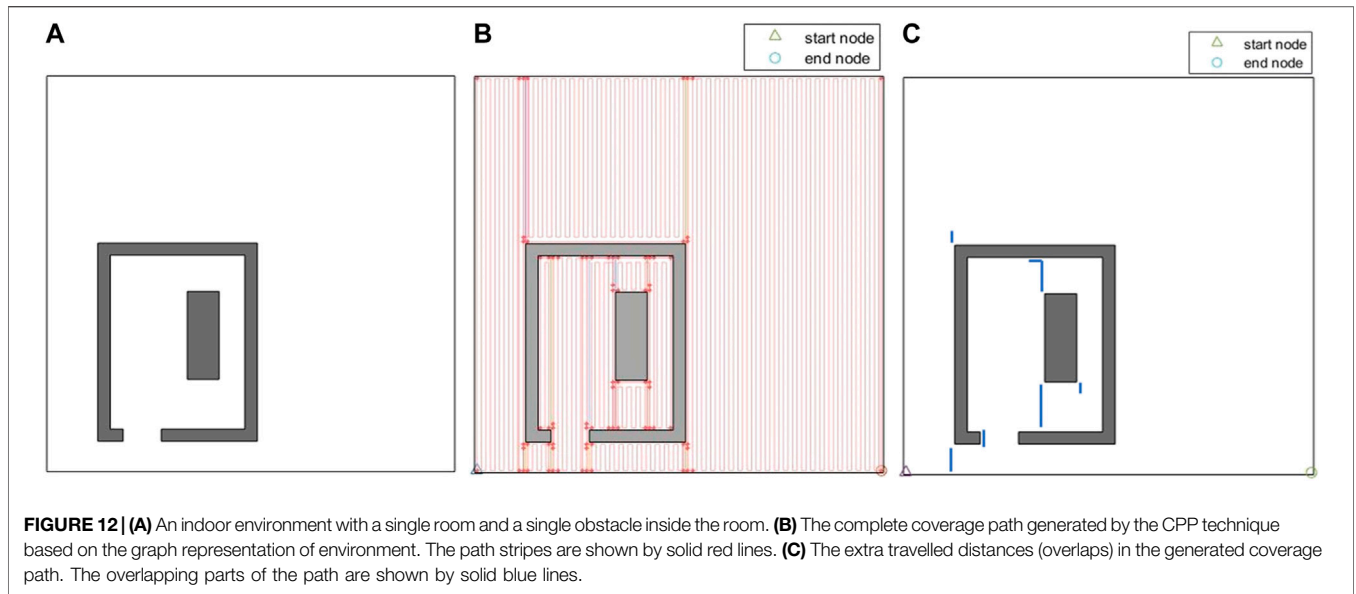 A
B
start node
end node
C
start node
end node
FIGURE 12 | (A) An indoor environment with a single room and a single obstacle inside the room. (B) The complete coverage path generated by the CPP technique
based on the graph representation of environment. The path stripes are shown by solid red lines. (C) The extra travelled distances (overlaps) in the generated coverage
path. The overlapping parts of the path are shown by solid blue lines.